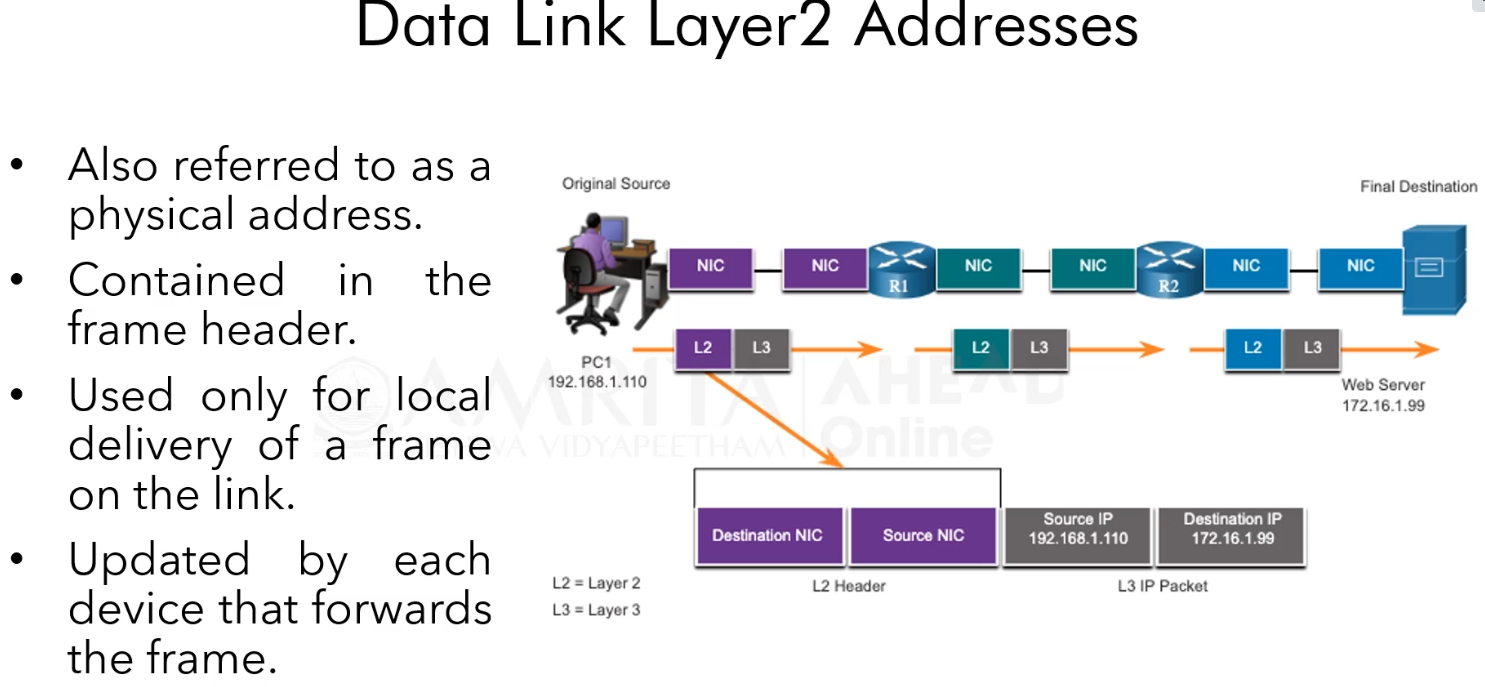 Data Link Layer2 Addresses
• Also referred to as a
physical address.
• Contained in the
frame header.
• Used only for local
delivery of a frame
on the link.
• Updated by each
device that forwards
the frame.
Original Source
Final Destination
NIC
NIC
R1
NIC
NIC
R2
NIC
NIC
L2
L3
L2
L3
L2
L3
PC1
192.168.1.110
Web Server
172.16.1.99
AMRITA
VIDYAPEETHAM
AHEAD
Online
Destination NIC
Source NIC
Source IP
192.168.1.110
Destination IP
172.16.1.99
L2 = Layer 2
L3 = Layer 3
L2 Header
L3 IP Packet